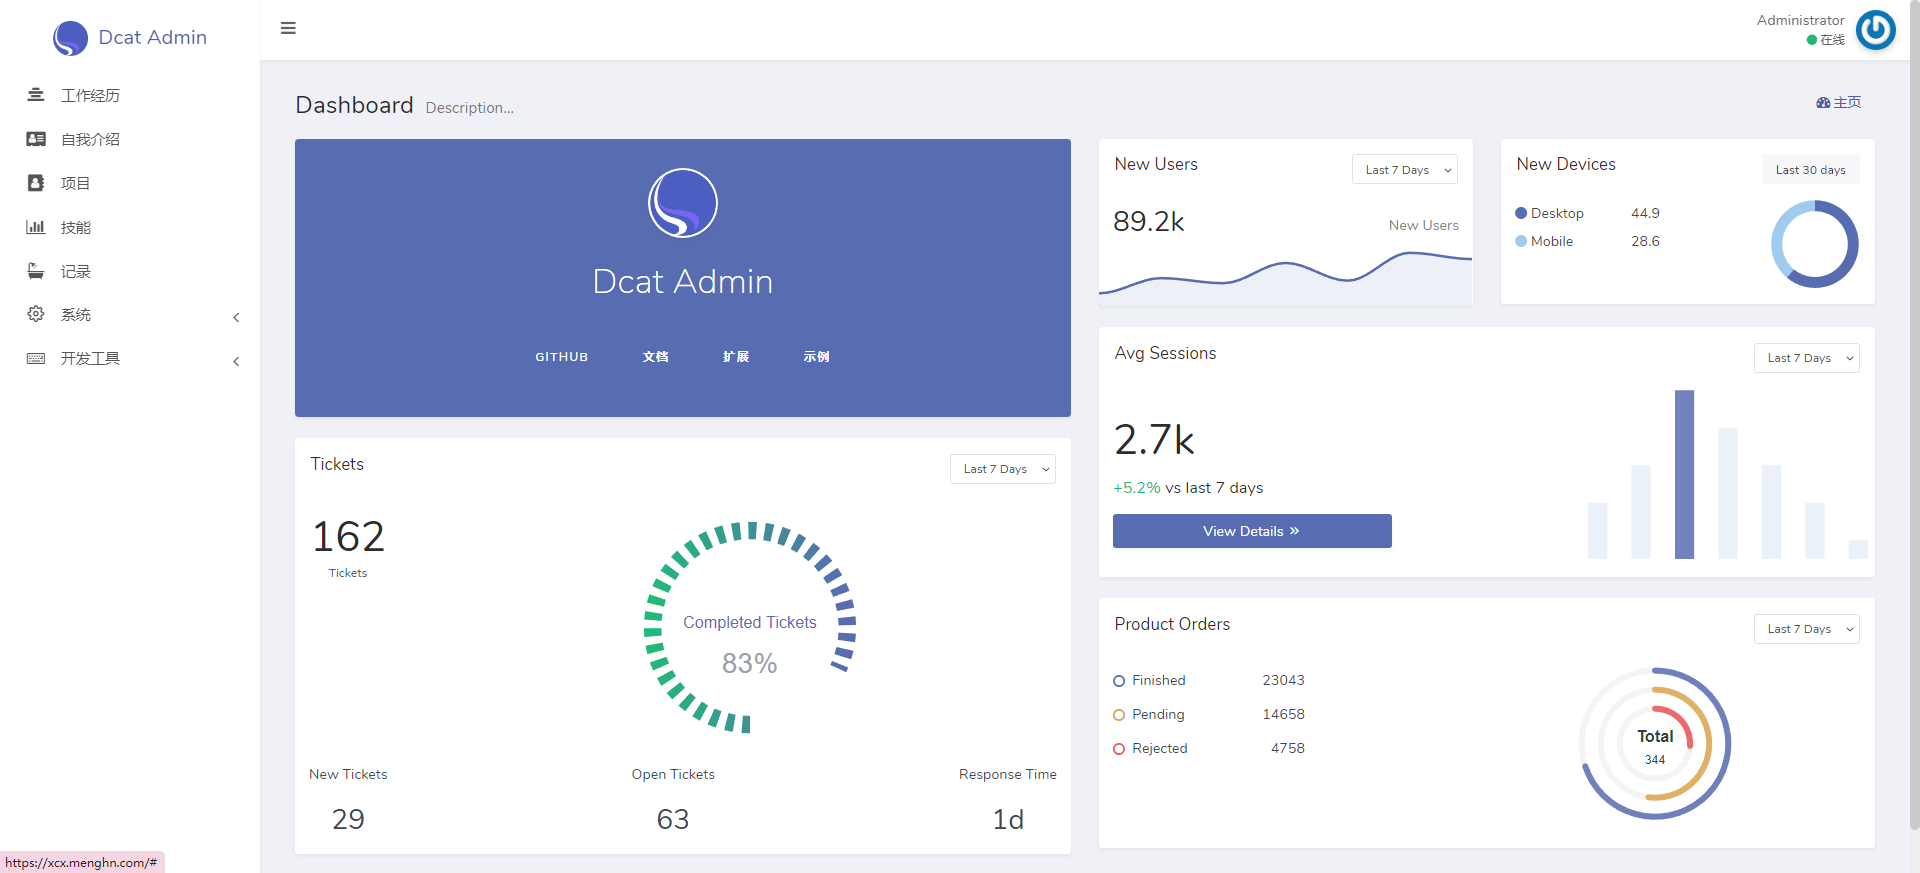 Dcat Admin
工作经历
自我介绍
项目
技能
记录
系统
开发工具
Administrator
在线
Dashboard Description...
主页
Dcat Admin
GITHUB 文档 扩展 示例
Tickets Last 7 Days
162
Tickets
Completed Tickets
83%
New Tickets Open Tickets Response Time
29 63 1d
New Users Last 7 Days
89.2k New Users
New Devices Last 30 days
Desktop 44.9
Mobile 28.6
Avg Sessions Last 7 Days
2.7k
+5.2% vs last 7 days
View Details »
Product Orders Last 7 Days
Finished 23043
Pending 14658
Rejected 4758
Total
344
https://xcx.menghn.com/#